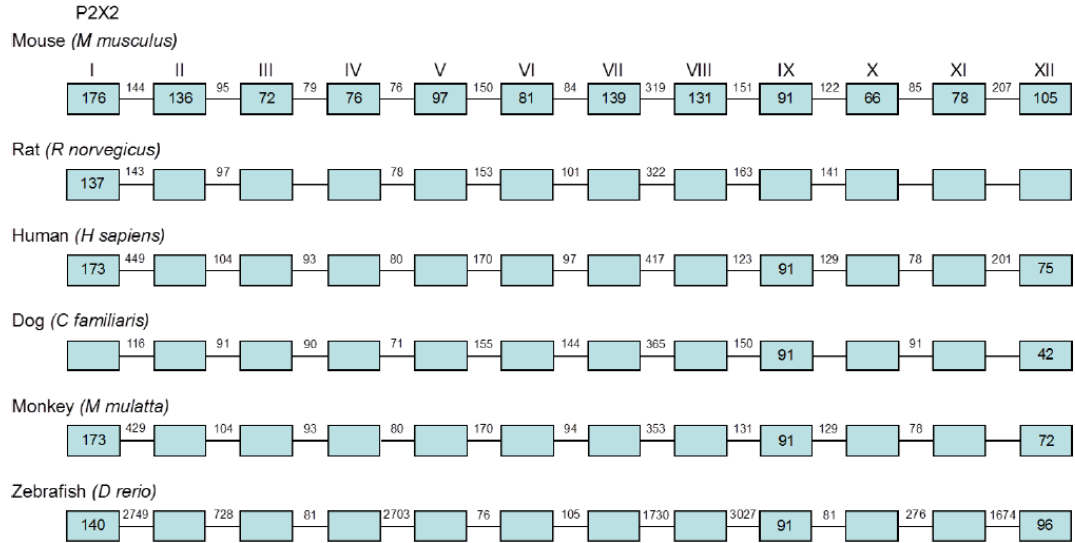 P2X2
Mouse (M musculus)
I II III IV V VI VII VIII IX X XI XII
144 95 79 76 150 84 319 151 122 85 207
176 136 72 76 97 81 139 131 91 66 78 105
Rat (R norvegicus)
143 97 78 153 101 322 163 141
137
Human (H sapiens)
449 104 93 80 170 97 417 123 129 78 201
173 91 75
Dog (C familiaris)
116 91 90 71 155 144 365 150 91
91 42
Monkey (M mulatta)
429 104 93 80 170 94 353 131 129 78
173 91 72
Zebrafish (D rerio)
2749 728 81 2703 76 105 1730 3027 81 276 1674
140 91 96